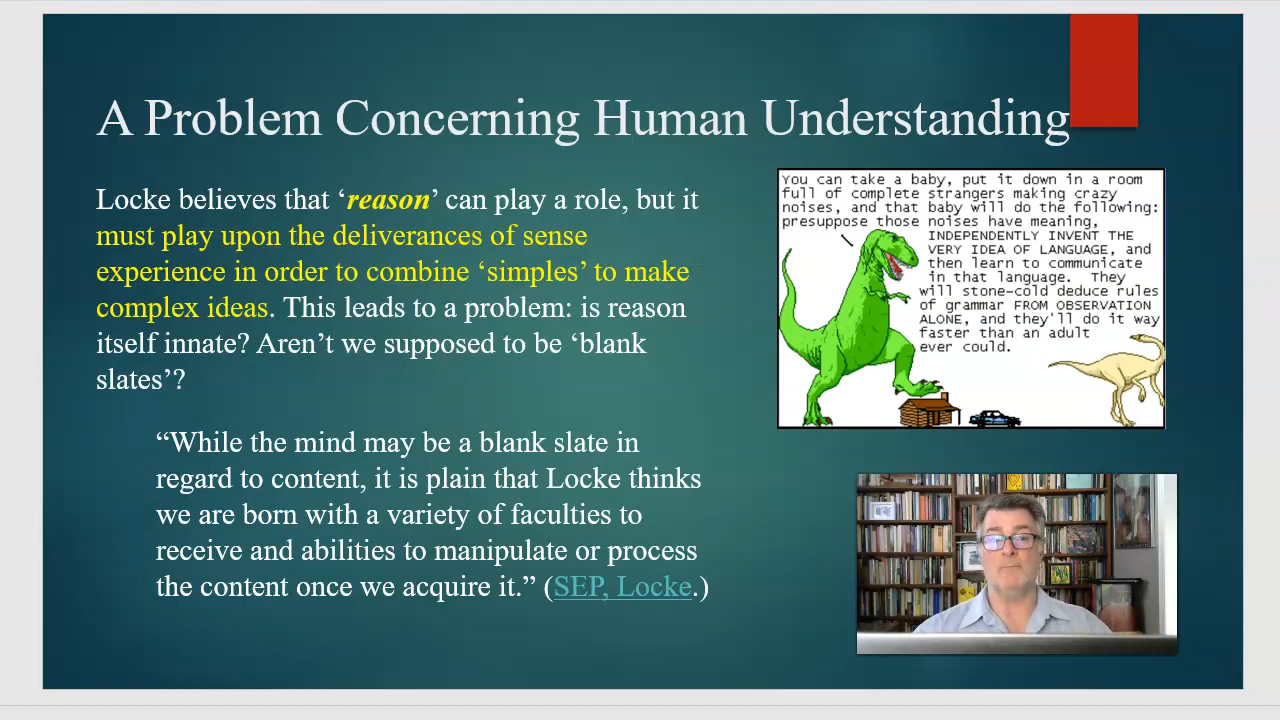 A Problem Concerning Human Understanding
Locke believes that ‘reason’ can play a role, but it
must play upon the deliverances of sense
experience in order to combine ‘simples’ to make
complex ideas. This leads to a problem: is reason
itself innate? Aren’t we supposed to be ‘blank
slates’?
“While the mind may be a blank slate in
regard to content, it is plain that Locke thinks
we are born with a variety of faculties to
receive and abilities to manipulate or process
the content once we acquire it.” (SEP, Locke.)
You can take a baby, put it down in a room
full of complete strangers making crazy
noises, and that baby will do the following:
presuppose those noises have meaning,
INDEPENDENTLY INVENT THE
VERY IDEA OF LANGUAGE, and
then learn to communicate
in that language. They
will stone-cold deduce rules
of grammar FROM OBSERVATION
ALONE, and they'll do it way
faster than an adult
ever could.